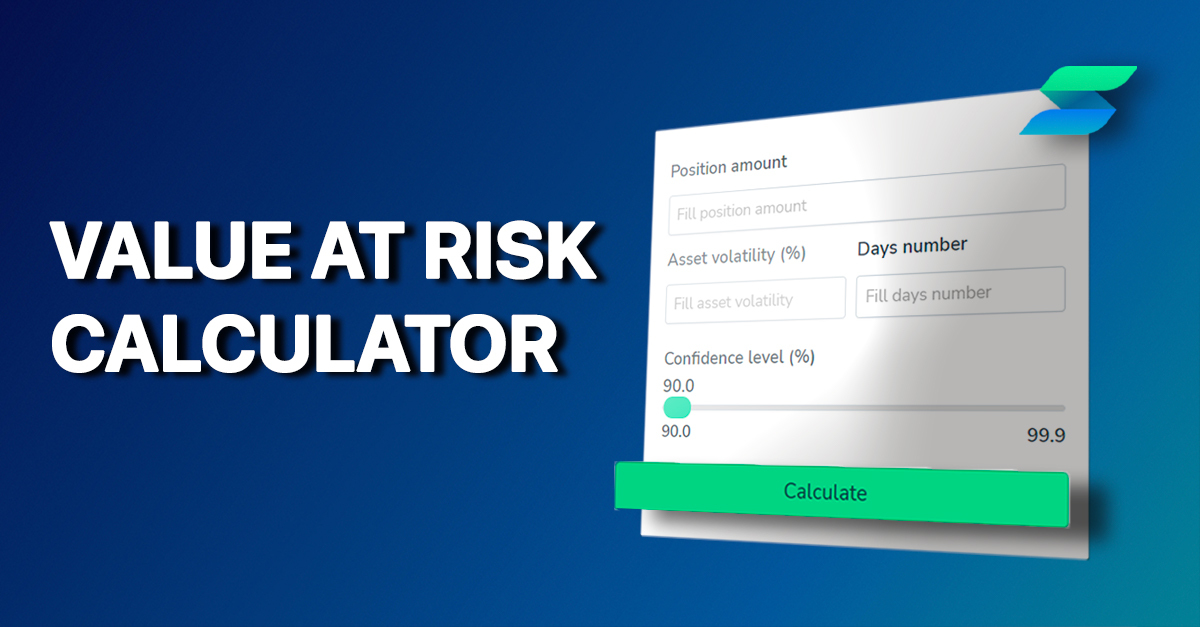 VALUE AT RISK
CALCULATOR
Position amount
Fill position amount
Asset volatility (%)
Days number
Fill asset volatility
Fill days number
Confidence level (%)
90.0
90.0
99.9
Calculate